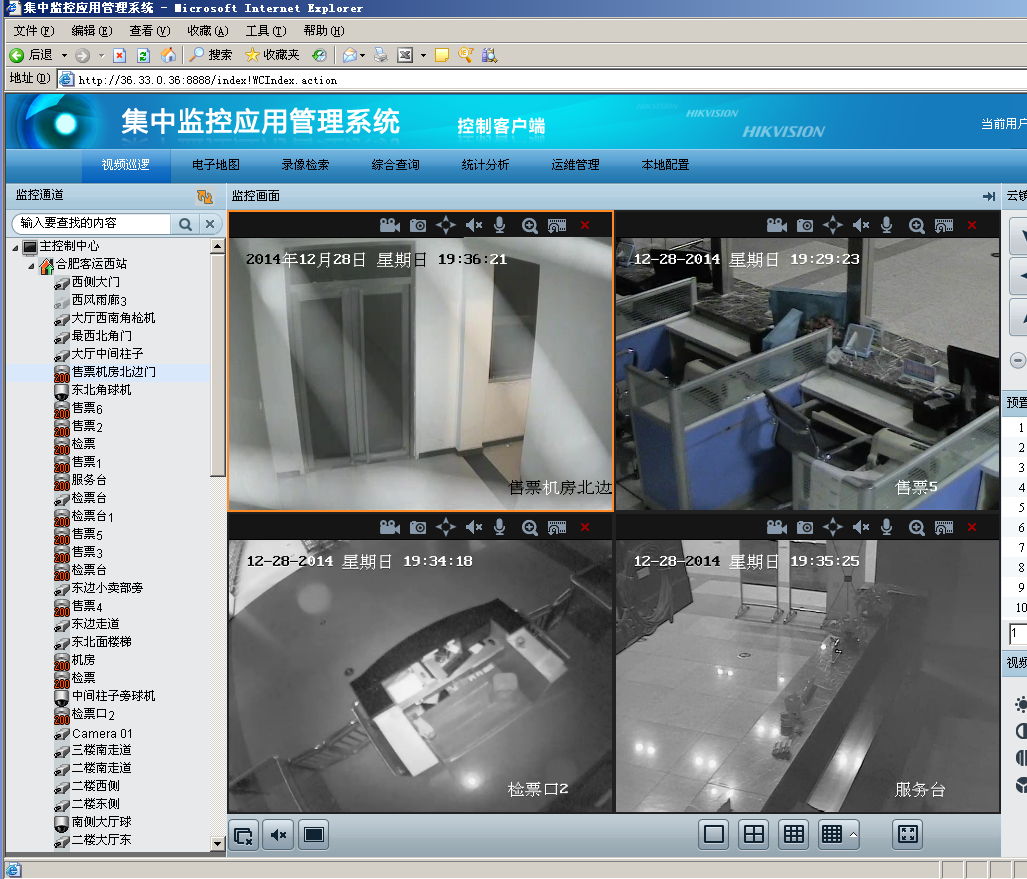 集中监控应用管理系统 - Microsoft Internet Explorer
文件(F) 编辑(E) 查看(V) 收藏(A) 工具(T) 帮助(H)
后退 搜索 收藏夹
地址(D) http://36.33.0.36:8888/index!WCIndex.action
集中监控应用管理系统 控制客户端 HIKVISION HIKVISION 当前用户
视频巡逻 电子地图 录像检索 综合查询 统计分析 运维管理 本地配置
监控通道 监控画面
输入要查找的内容
主控制中心
合肥客运西站
西侧大门
西风雨廊3
大厅西南角枪机
最西北角门
大厅中间柱子
售票机房北边门
东北角球机
售票6
售票2
检票
售票1
服务台
检票台
检票台1
售票5
售票3
检票台
东边小卖部旁
售票4
东边走道
东北面楼梯
机房
检票
中间柱子旁球机
检票口2
Camera 01
三楼南走道
二楼南走道
二楼西侧
二楼东侧
南侧大厅球
二楼大厅东
2014年12月28日 星期日 19:36:21
售票机房北边
12-28-2014 星期日 19:29:23
售票5
12-28-2014 星期日 19:34:18
检票口2
12-28-2014 星期日 19:35:25
服务台
预置
1
2
3
4
5
6
7
8
9
10
1
视频